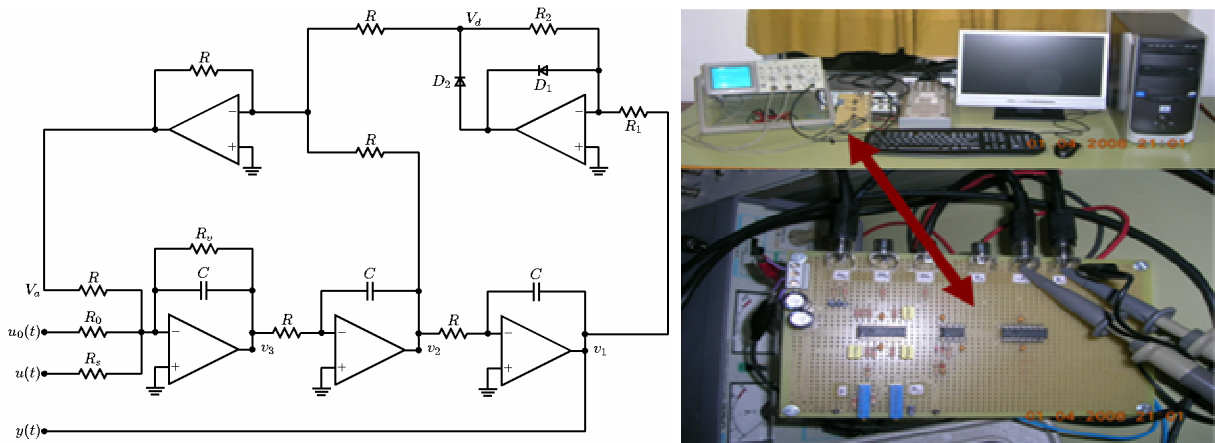 R
V_d
R_2
R
D_2
D_1
R_1
−
+
−
+
R
R_v
C
C
C
V_a
R
R
R
u_0(t)
R_0
−
+
v_3
−
+
v_2
−
+
v_1
u(t)
R_s
y(t)
01 04 2008 21:01
01 04 2008 21:21